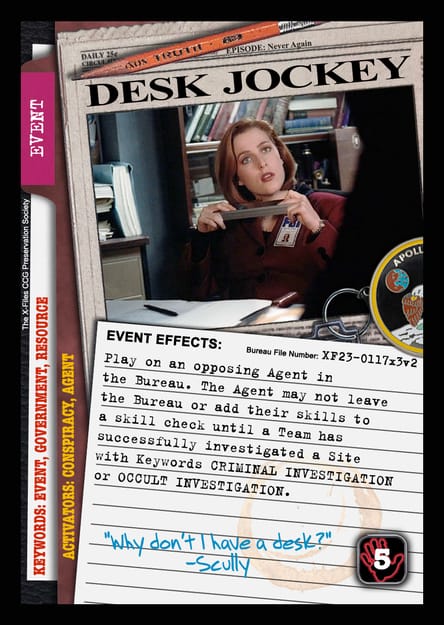 DAILY 25¢
EPISODE: Never Again
DESK JOCKEY
EVENT
The X-Files CCG Preservation Society
KEYWORDS: EVENT, GOVERNMENT, RESOURCE
ACTIVATORS: CONSPIRACY, AGENT
APOLL
EVENT EFFECTS:
Bureau File Number: XF23-0117x3v2
Play on an opposing Agent in
the Bureau. The Agent may not leave
the Bureau or add their skills to
a skill check until a Team has
successfully investigated a Site
with Keywords CRIMINAL INVESTIGATION
or OCCULT INVESTIGATION.
"Why don't I have a desk?"
-Scully
5